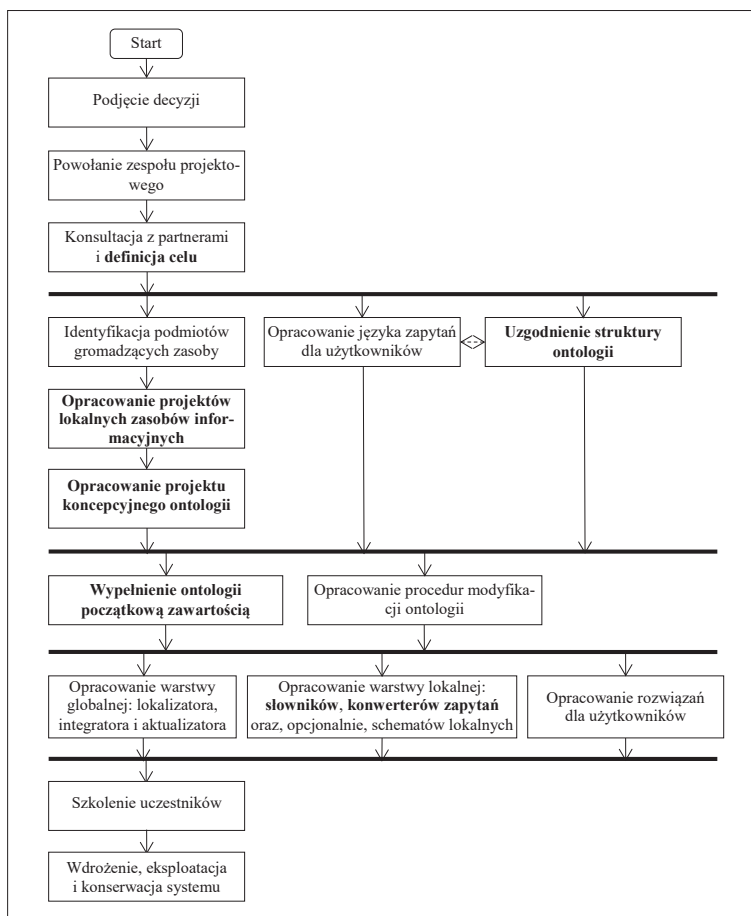 Start
Podjęcie decyzji
Powołanie zespołu projekto-
wego
Konsultacja z partnerami
i definicja celu
Identyfikacja podmiotów
gromadzących zasoby
Opracowanie języka zapytań
dla użytkowników
Uzgodnienie struktury
ontologii
Opracowanie projektów
lokalnych zasobów infor-
macyjnych
Opracowanie projektu
koncepcyjnego ontologii
Wypełnienie ontologii
początkową zawartością
Opracowanie procedur modyfika-
cji ontologii
Opracowanie warstwy
globalnej: lokalizatora,
integratora i aktualizatora
Opracowanie warstwy lokalnej:
słowników, konwerterów zapytań
oraz, opcjonalnie, schematów lokalnych
Opracowanie rozwiązań
dla użytkowników
Szkolenie uczestników
Wdrożenie, eksploatacja
i konserwacja systemu